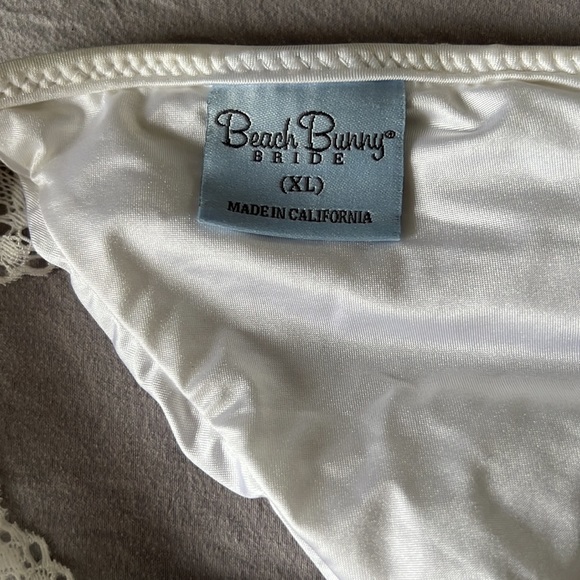 Beach Bunny®
BRIDE
(XL)
MADE IN CALIFORNIA